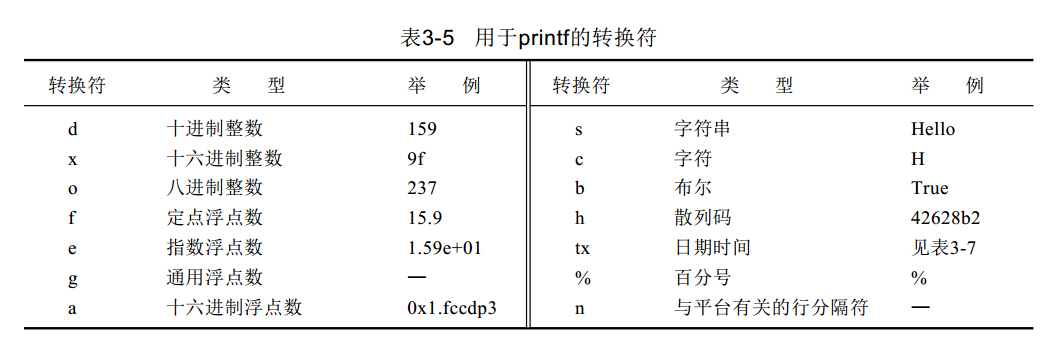 表3-5 用于printf的转换符
转换符 类 型 举 例 转换符 类 型 举 例
d 十进制整数 159 s 字符串 Hello
x 十六进制整数 9f c 字符 H
o 八进制整数 237 b 布尔 True
f 定点浮点数 15.9 h 散列码 42628b2
e 指数浮点数 1.59e+01 tx 日期时间 见表3-7
g 通用浮点数 — % 百分号 %
a 十六进制浮点数 0x1.fccdp3 n 与平台有关的行分隔符 —